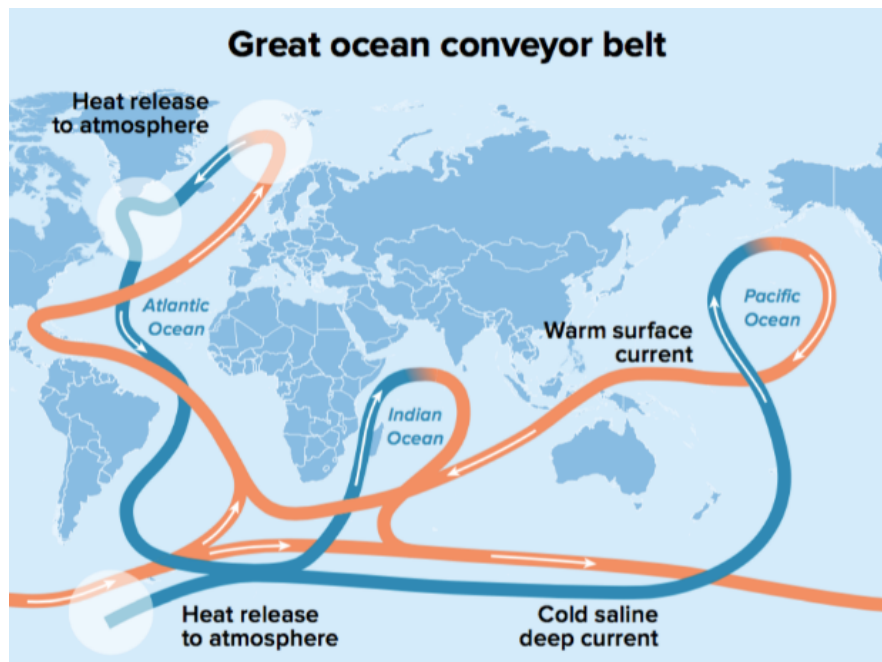 Great ocean conveyor belt
Heat release
to atmosphere
Atlantic
Ocean
Pacific
Ocean
Warm surface
current
Indian
Ocean
Heat release
to atmosphere
Cold saline
deep current